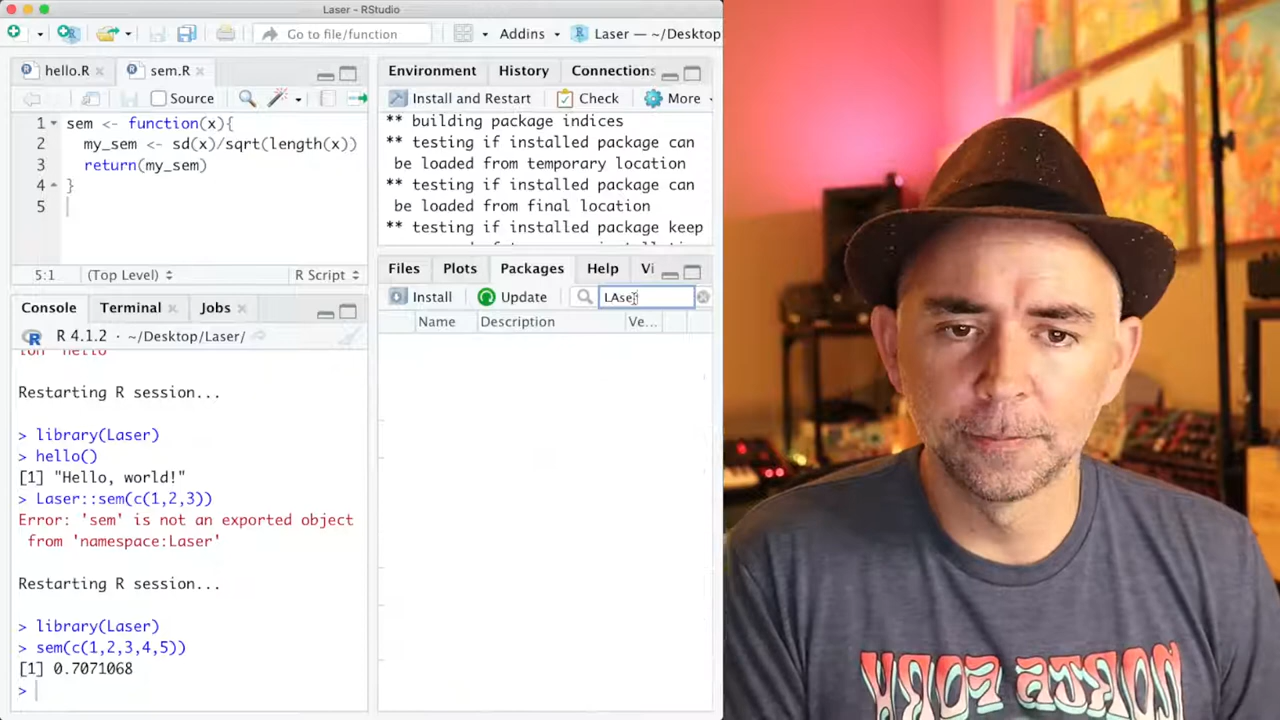 Laser - RStudio
Go to file/function
Addins
Laser — ~/Desktop
hello.R
sem.R
Source
1 sem <- function(x){
2 my_sem <- sd(x)/sqrt(length(x))
3 return(my_sem)
4 }
5
5:1 (Top Level) R Script
Console Terminal Jobs
R 4.1.2 · ~/Desktop/Laser/
Restarting R session...
> library(Laser)
> hello()
[1] "Hello, world!"
> Laser::sem(c(1,2,3))
Error: 'sem' is not an exported object
from 'namespace:Laser'
Restarting R session...
> library(Laser)
> sem(c(1,2,3,4,5))
[1] 0.7071068
>
Environment History Connections
Install and Restart Check More
** building package indices
** testing if installed package can
be loaded from temporary location
** testing if installed package can
be loaded from final location
** testing if installed package keep
Files Plots Packages Help Vi
Install Update LAse
Name Description Ve...